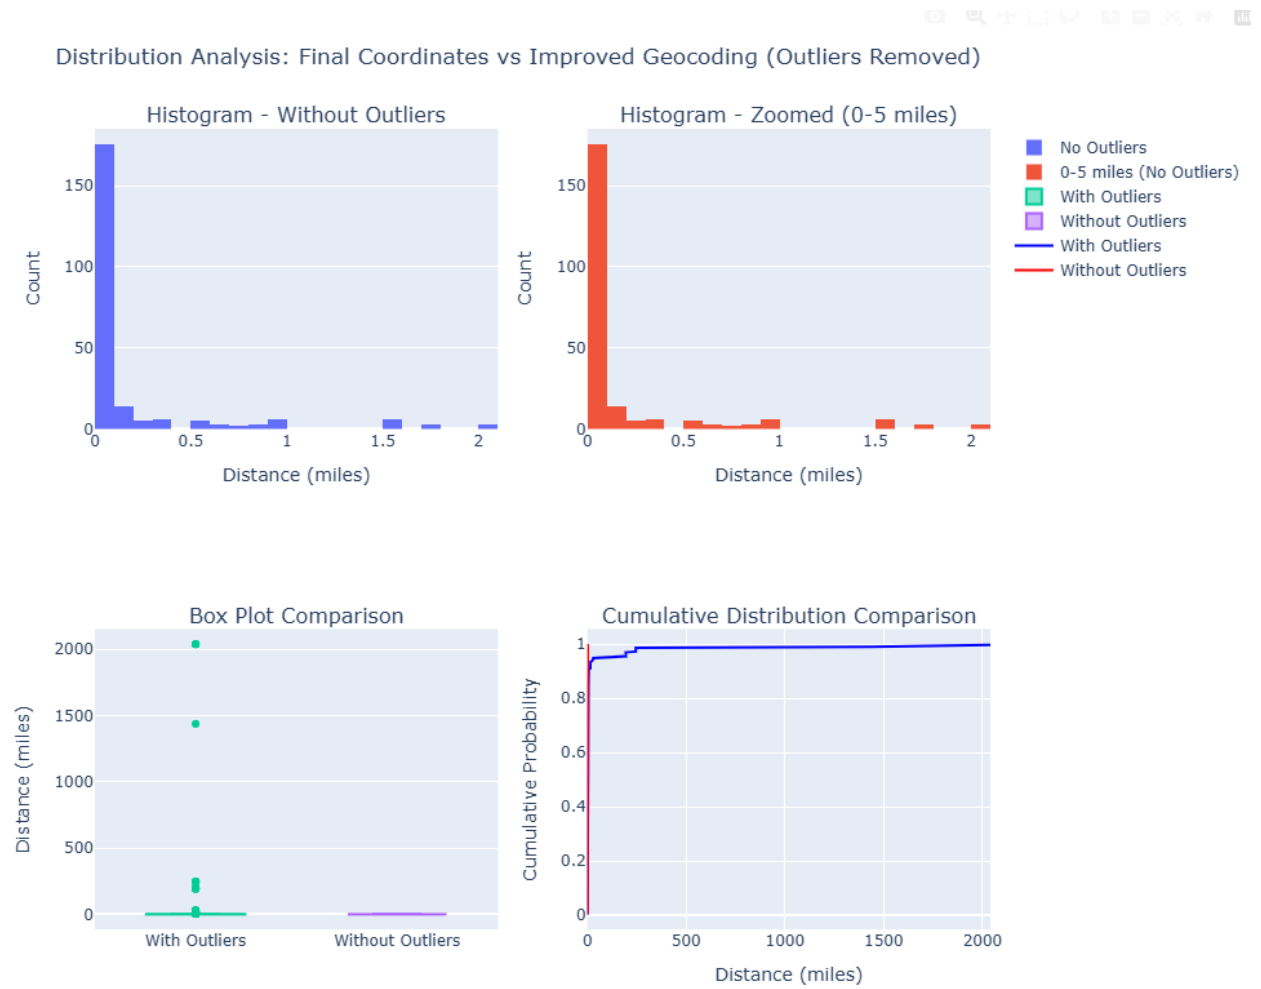 Distribution Analysis: Final Coordinates vs Improved Geocoding (Outliers Removed)
Histogram - Without Outliers
150
100
50
0
Count
0 0.5 1 1.5 2
Distance (miles)
Histogram - Zoomed (0-5 miles)
150
100
50
0
Count
0 0.5 1 1.5 2
Distance (miles)
No Outliers
0-5 miles (No Outliers)
With Outliers
Without Outliers
With Outliers
Without Outliers
Box Plot Comparison
2000
1500
1000
500
0
Distance (miles)
With Outliers Without Outliers
Cumulative Distribution Comparison
1
0.8
0.6
0.4
0.2
0
Cumulative Probability
0 500 1000 1500 2000
Distance (miles)